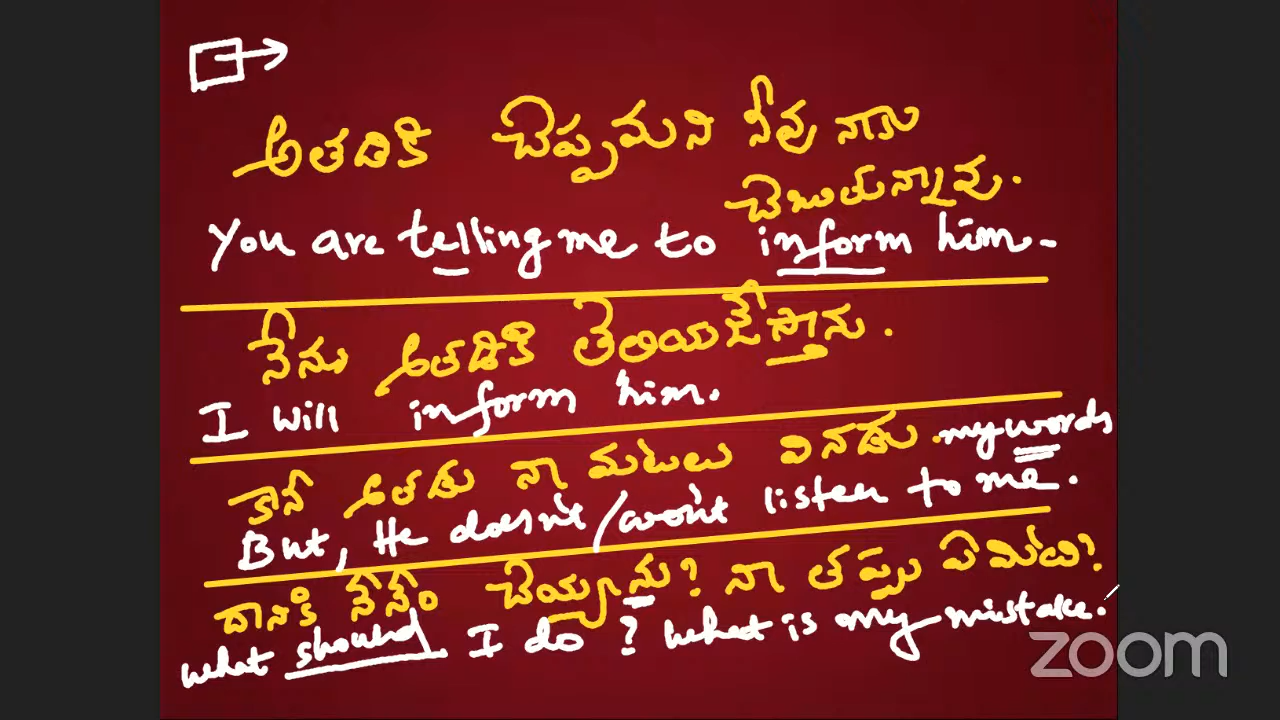 అతడికి చెప్పమని నీవు నాకు
చెబుతున్నావు.
You are telling me to inform him.
నేను అతడికి తెలియజేస్తాను.
I will inform him.
కానీ అతడు నా మాటలు వినడు. my words
But, He doesn't/won't listen to me.
దానికి నేనేం చెయ్యను? నా తప్పు ఏమిటి?
What should I do? What is my mistake.
zoom